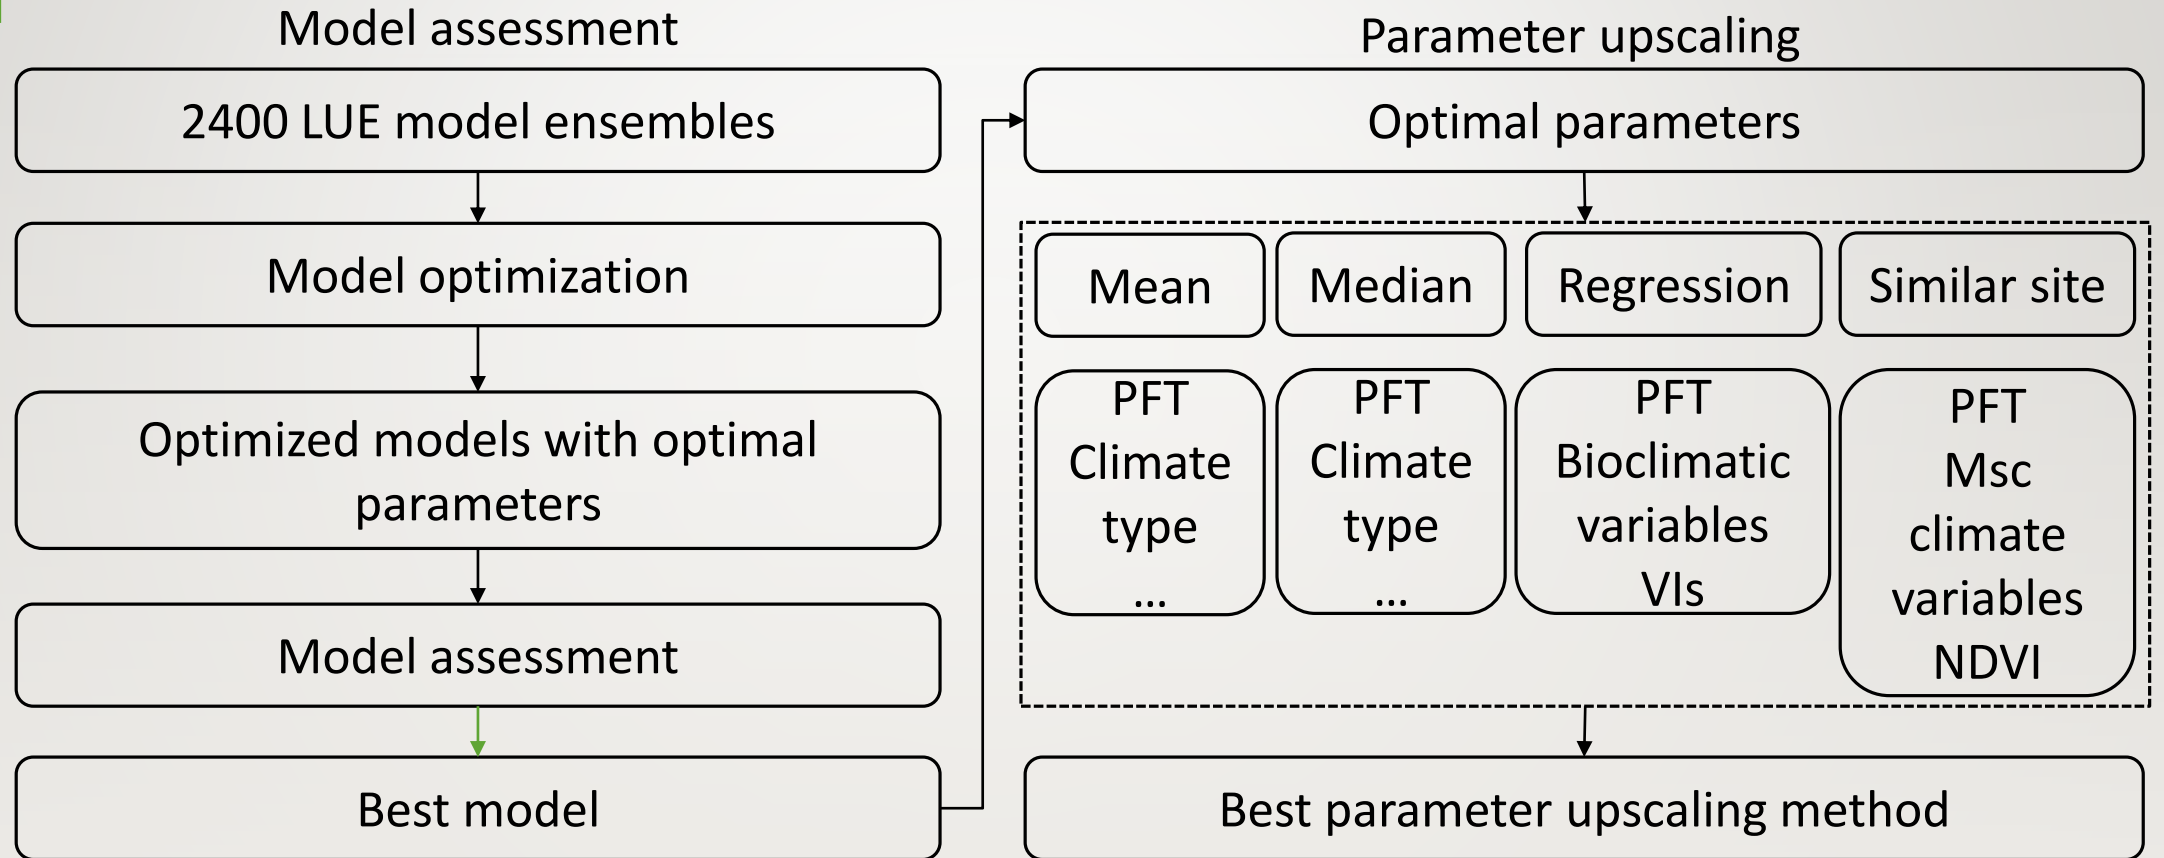 Model assessment
2400 LUE model ensembles
Model optimization
Optimized models with optimal
parameters
Model assessment
Best model
Parameter upscaling
Optimal parameters
Mean
Median
Regression
Similar site
PFT
Climate
type
...
PFT
Climate
type
...
PFT
Bioclimatic
variables
VIs
PFT
Msc
climate
variables
NDVI
Best parameter upscaling method